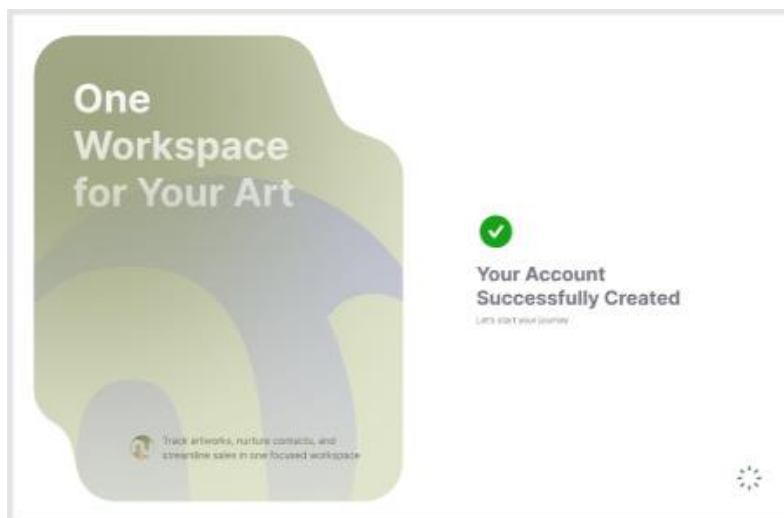 One
Workspace
for Your Art
Track artworks, nurture contacts, and
streamline sales in one focused workspace
Your Account
Successfully Created
Let's start your journey